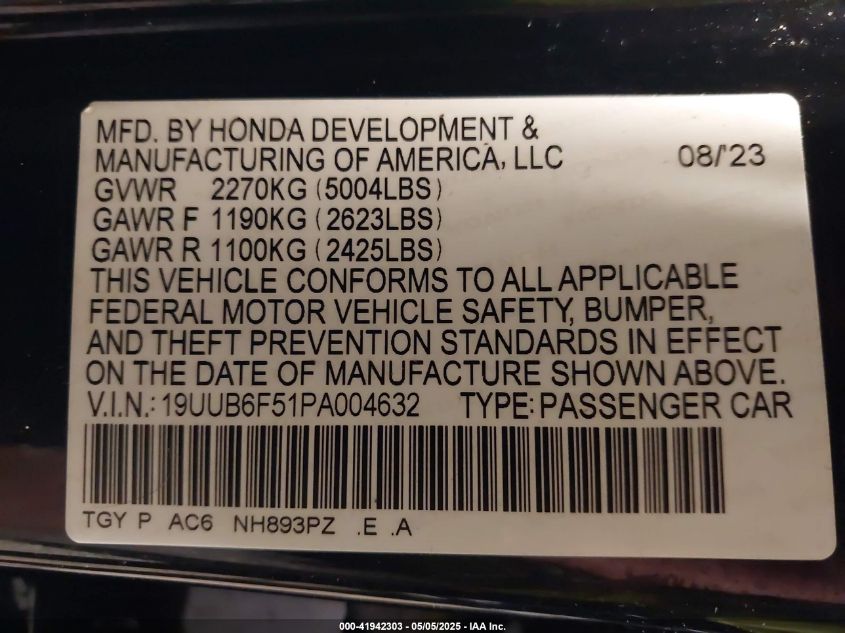 MFD. BY HONDA DEVELOPMENT &
MANUFACTURING OF AMERICA, LLC 08/'23
GVWR 2270KG (5004LBS)
GAWR F 1190KG (2623LBS)
GAWR R 1100KG (2425LBS)
THIS VEHICLE CONFORMS TO ALL APPLICABLE
FEDERAL MOTOR VEHICLE SAFETY, BUMPER,
AND THEFT PREVENTION STANDARDS IN EFFECT
ON THE DATE OF MANUFACTURE SHOWN ABOVE.
V.I.N.: 19UUB6F51PA004632 TYPE: PASSENGER CAR
TGY P AC6 NH893PZ .E .A
000-41942303 - 05/05/2025 - IAA Inc.